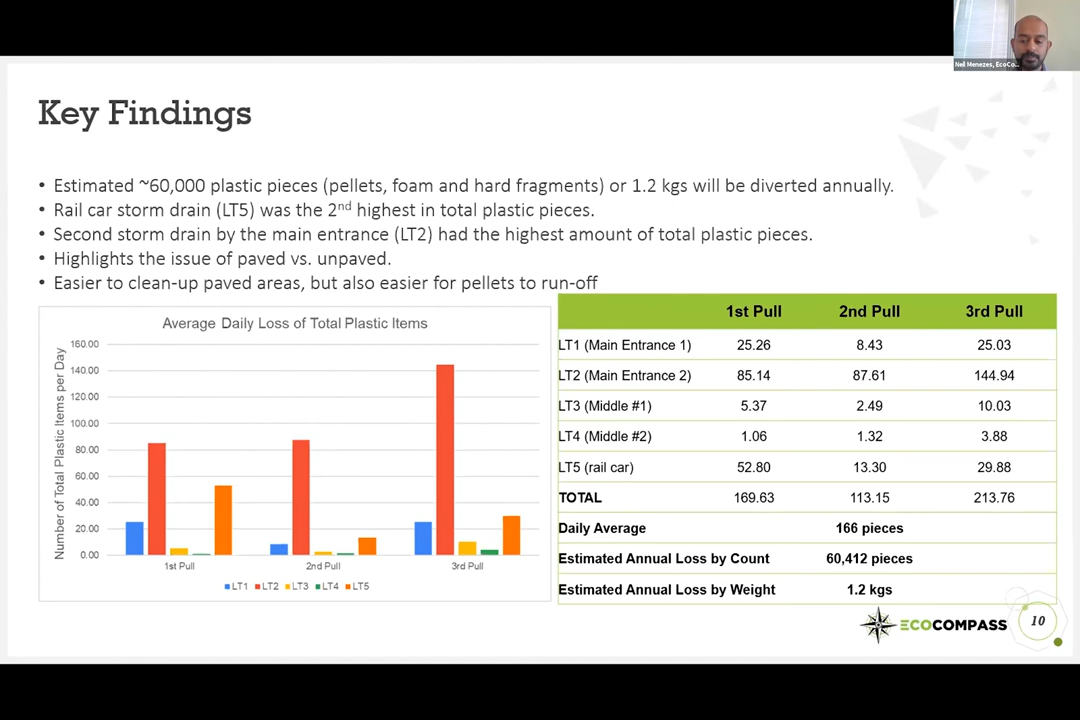 Neil Menezes, EcoCo...
Key Findings
• Estimated ~60,000 plastic pieces (pellets, foam and hard fragments) or 1.2 kgs will be diverted annually.
• Rail car storm drain (LT5) was the 2nd highest in total plastic pieces.
• Second storm drain by the main entrance (LT2) had the highest amount of total plastic pieces.
• Highlights the issue of paved vs. unpaved.
• Easier to clean-up paved areas, but also easier for pellets to run-off
Average Daily Loss of Total Plastic Items
Number of Total Plastic Items per Day
160.00
140.00
120.00
100.00
80.00
60.00
40.00
20.00
0.00
1st Pull 2nd Pull 3rd Pull
LT1 LT2 LT3 LT4 LT5
1st Pull 2nd Pull 3rd Pull
LT1 (Main Entrance 1) 25.26 8.43 25.03
LT2 (Main Entrance 2) 85.14 87.61 144.94
LT3 (Middle #1) 5.37 2.49 10.03
LT4 (Middle #2) 1.06 1.32 3.88
LT5 (rail car) 52.80 13.30 29.88
TOTAL 169.63 113.15 213.76
Daily Average 166 pieces
Estimated Annual Loss by Count 60,412 pieces
Estimated Annual Loss by Weight 1.2 kgs
ECOCOMPASS
10